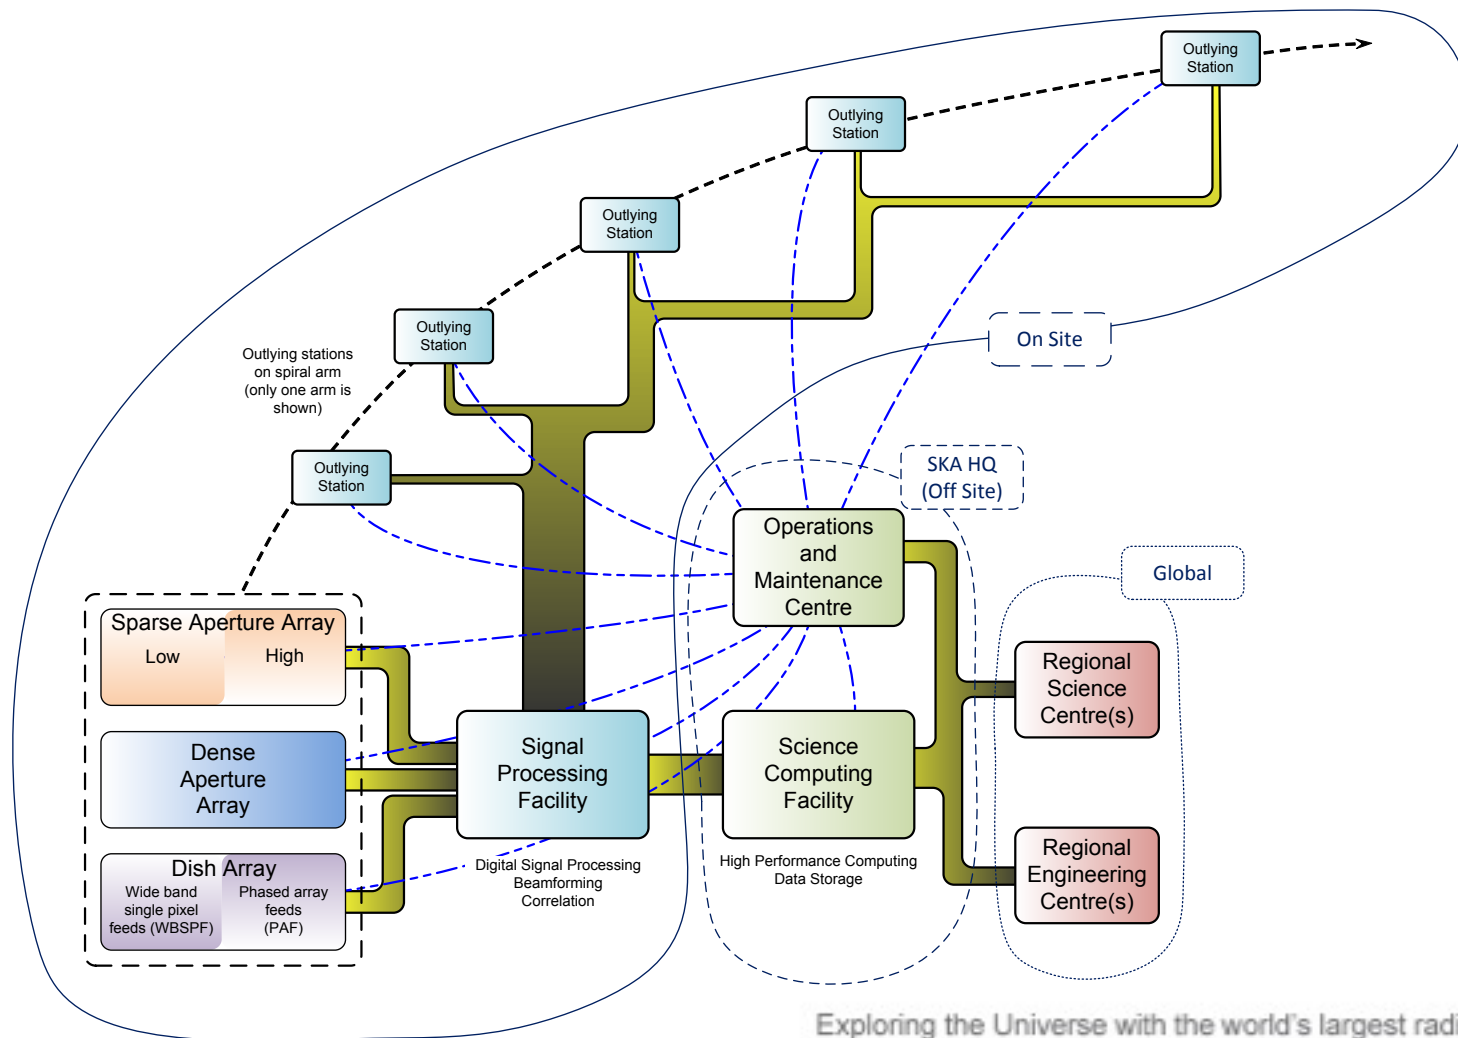 Outlying
Station
Outlying
Station
Outlying
Station
Outlying
Station
Outlying stations
on spiral arm
(only one arm is
shown)
Outlying
Station
On Site
SKA HQ
(Off Site)
Global
Operations
and
Maintenance
Centre
Sparse Aperture Array
Low
High
Dense
Aperture
Array
Dish Array
Wide band
single pixel
feeds (WBSPF)
Phased array
feeds
(PAF)
Signal
Processing
Facility
Digital Signal Processing
Beamforming
Correlation
Science
Computing
Facility
High Performance Computing
Data Storage
Regional
Science
Centre(s)
Regional
Engineering
Centre(s)
Exploring the Universe with the world's largest radi